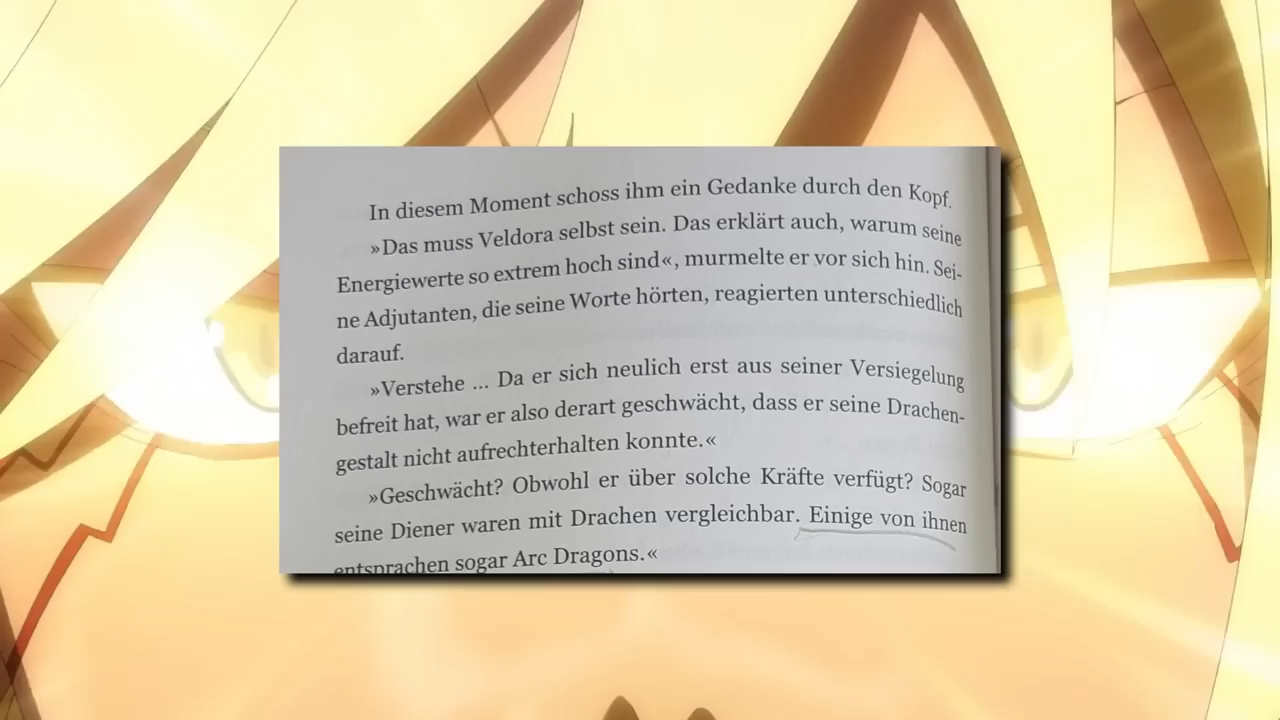 In diesem Moment schoss ihm ein Gedanke durch den Kopf.
»Das muss Veldora selbst sein. Das erklärt auch, warum seine
Energiewerte so extrem hoch sind«, murmelte er vor sich hin. Sei-
ne Adjutanten, die seine Worte hörten, reagierten unterschiedlich
darauf.
»Verstehe ... Da er sich neulich erst aus seiner Versiegelung
befreit hat, war er also derart geschwächt, dass er seine Drachen-
gestalt nicht aufrechterhalten konnte.«
»Geschwächt? Obwohl er über solche Kräfte verfügt? Sogar
seine Diener waren mit Drachen vergleichbar. Einige von ihnen
entsprachen sogar Arc Dragons.«